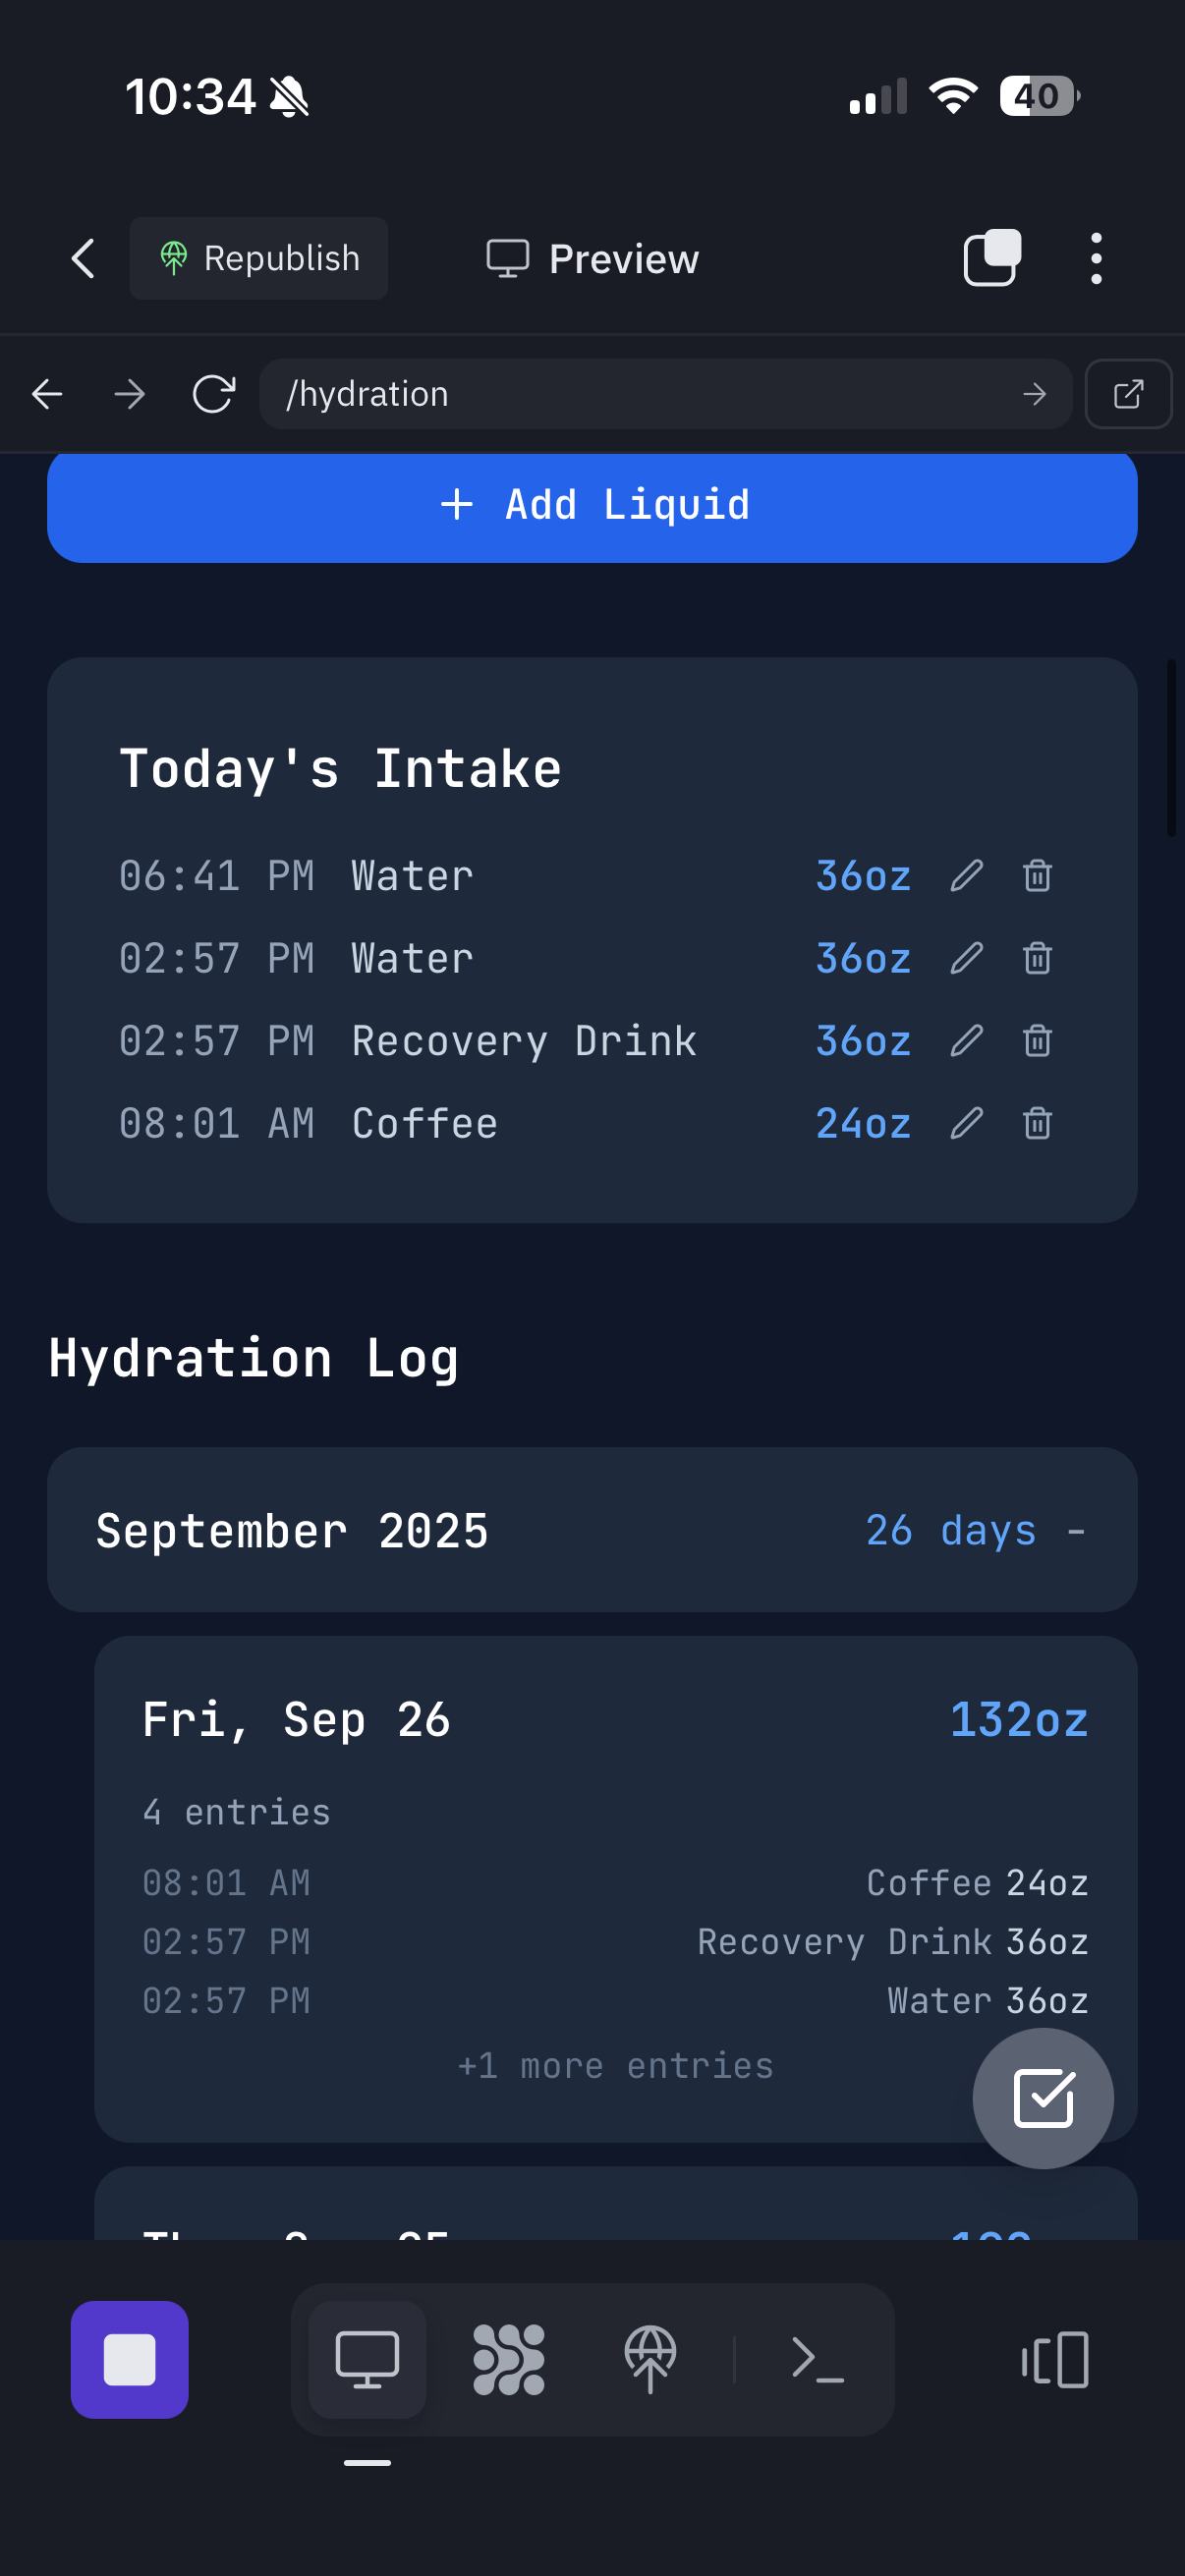 10:34 40
Republish Preview
/hydration
+ Add Liquid
Today's Intake
06:41 PM Water 36oz
02:57 PM Water 36oz
02:57 PM Recovery Drink 36oz
08:01 AM Coffee 24oz
Hydration Log
September 2025 26 days -
Fri, Sep 26 132oz
4 entries
08:01 AM Coffee 24oz
02:57 PM Recovery Drink 36oz
02:57 PM Water 36oz
+1 more entries